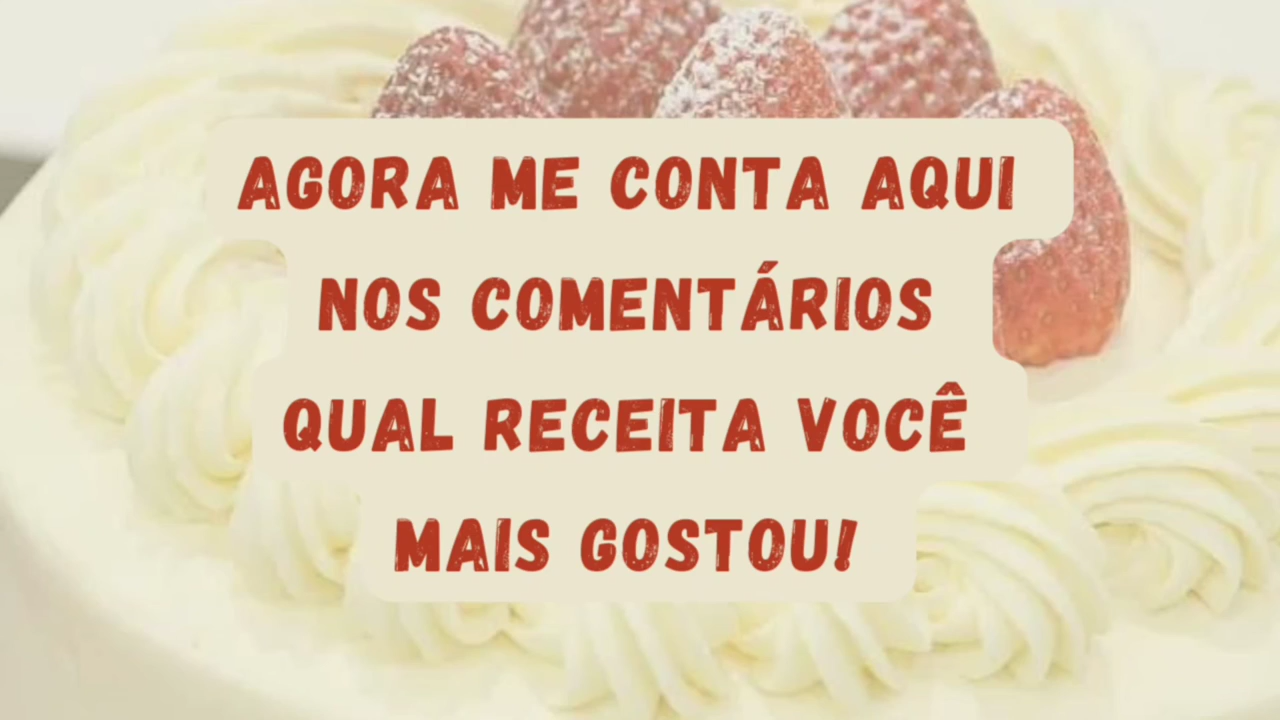 AGORA ME CONTA AQUI
NOS COMENTÁRIOS
QUAL RECEITA VOCÊ
MAIS GOSTOU!